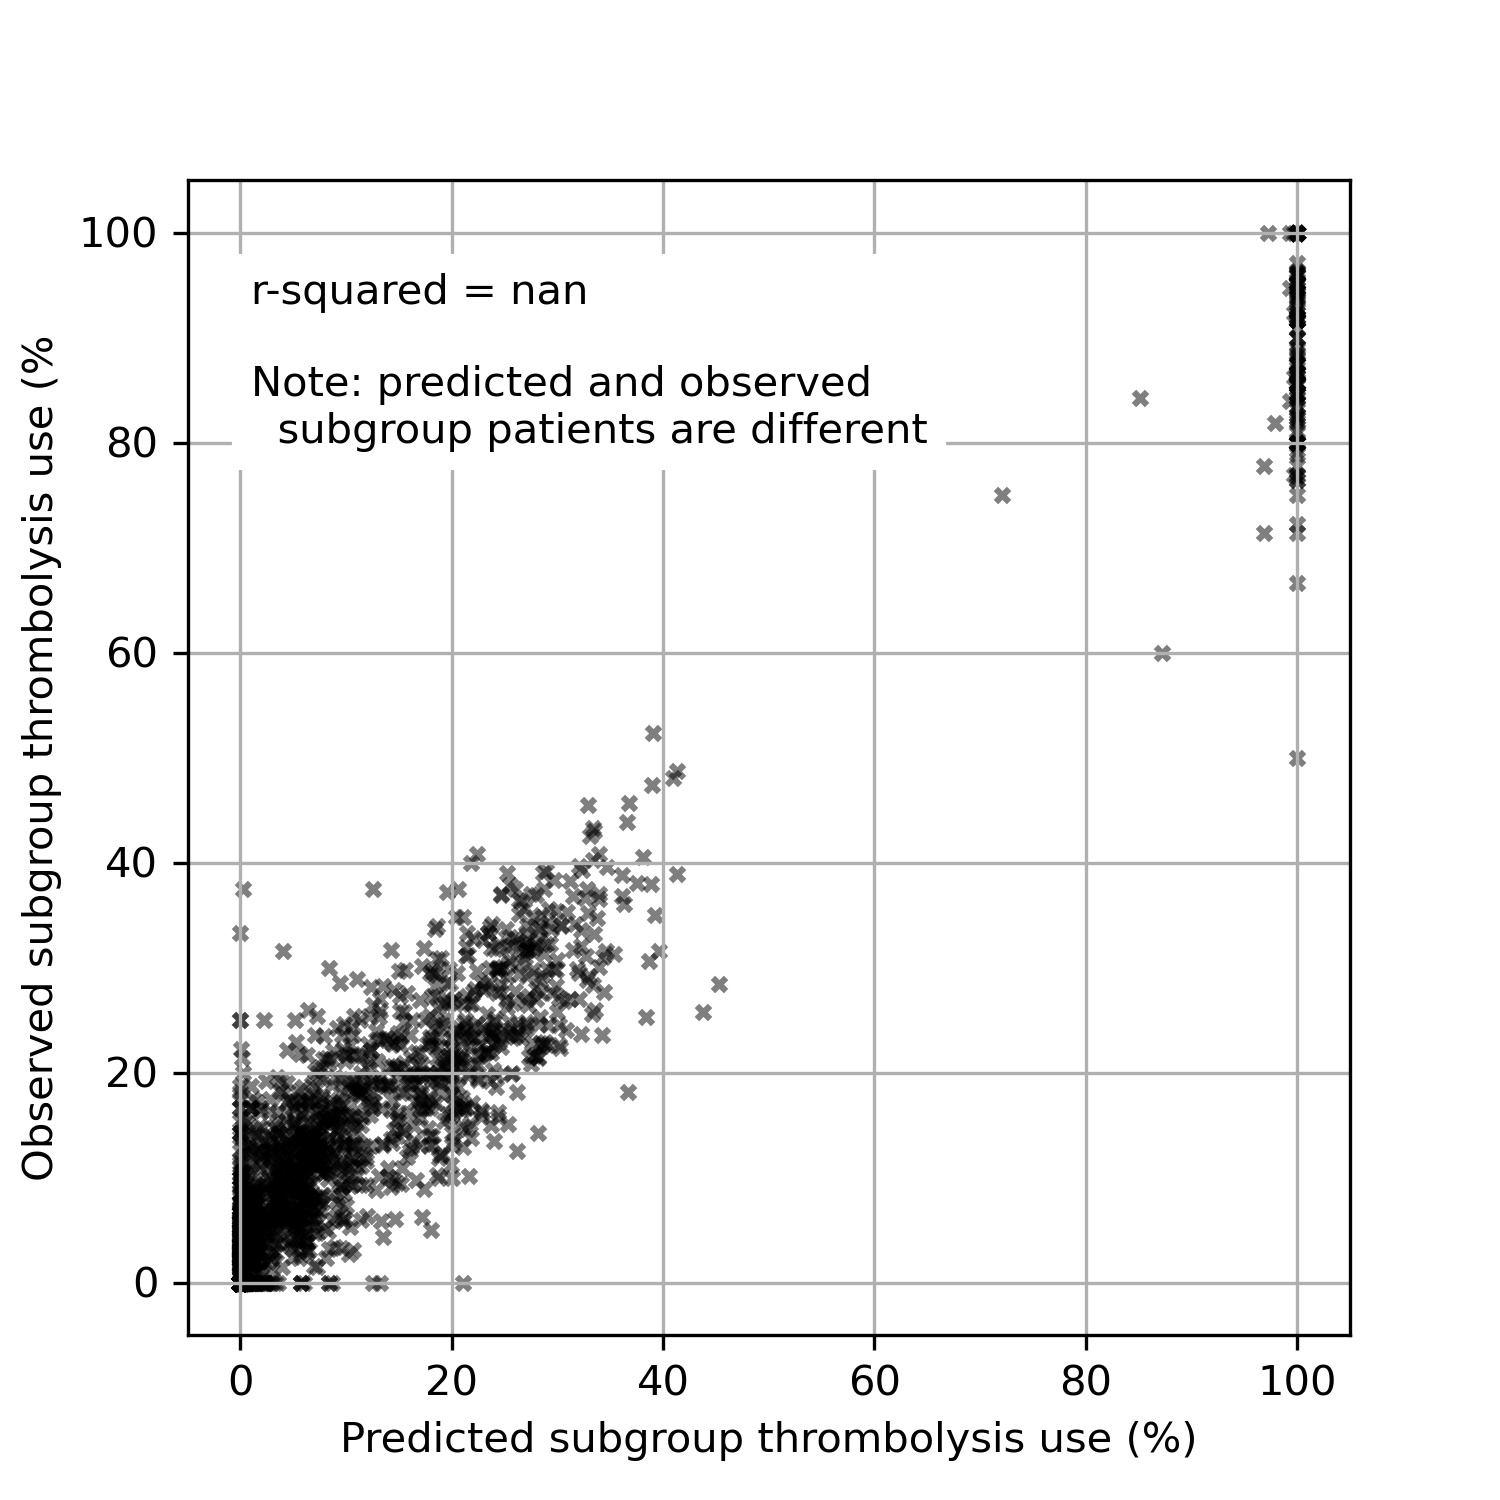 r-squared = nan
Note: predicted and observed
subgroup patients are different
Observed subgroup thrombolysis use (%
100
80
60
40
20
0
0 20 40 60 80 100
Predicted subgroup thrombolysis use (%)